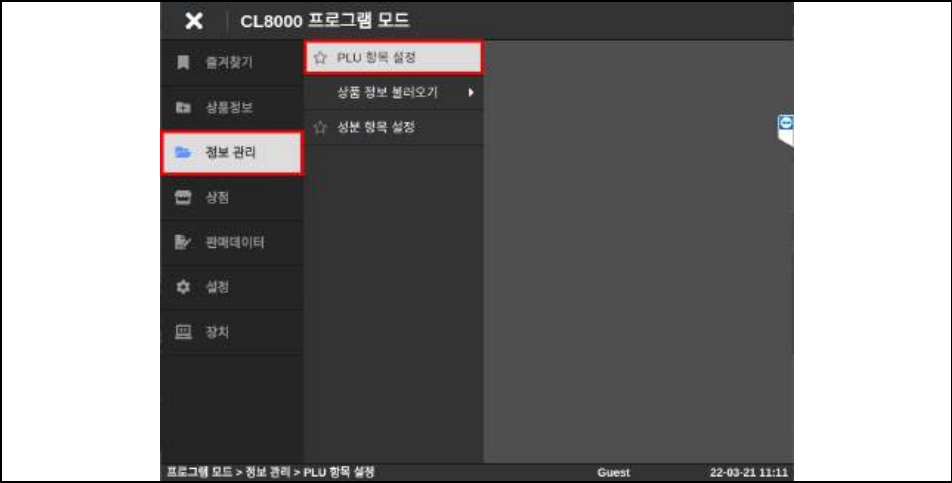 CL8000 프로그램 모드
즐겨찾기
상품정보
정보 관리
상점
판매데이터
설정
장치
PLU 항목 설정
상품 정보 불러오기
성분 항목 설정
프로그램 모드 > 정보 관리 > PLU 항목 설정
Guest
22-03-21 11:11